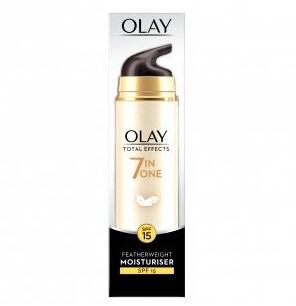 OLAY
OLAY
TOTAL EFFECTS
7 IN
ONE
SPF
15
FEATHERWEIGHT
MOISTURISER
SPF 15